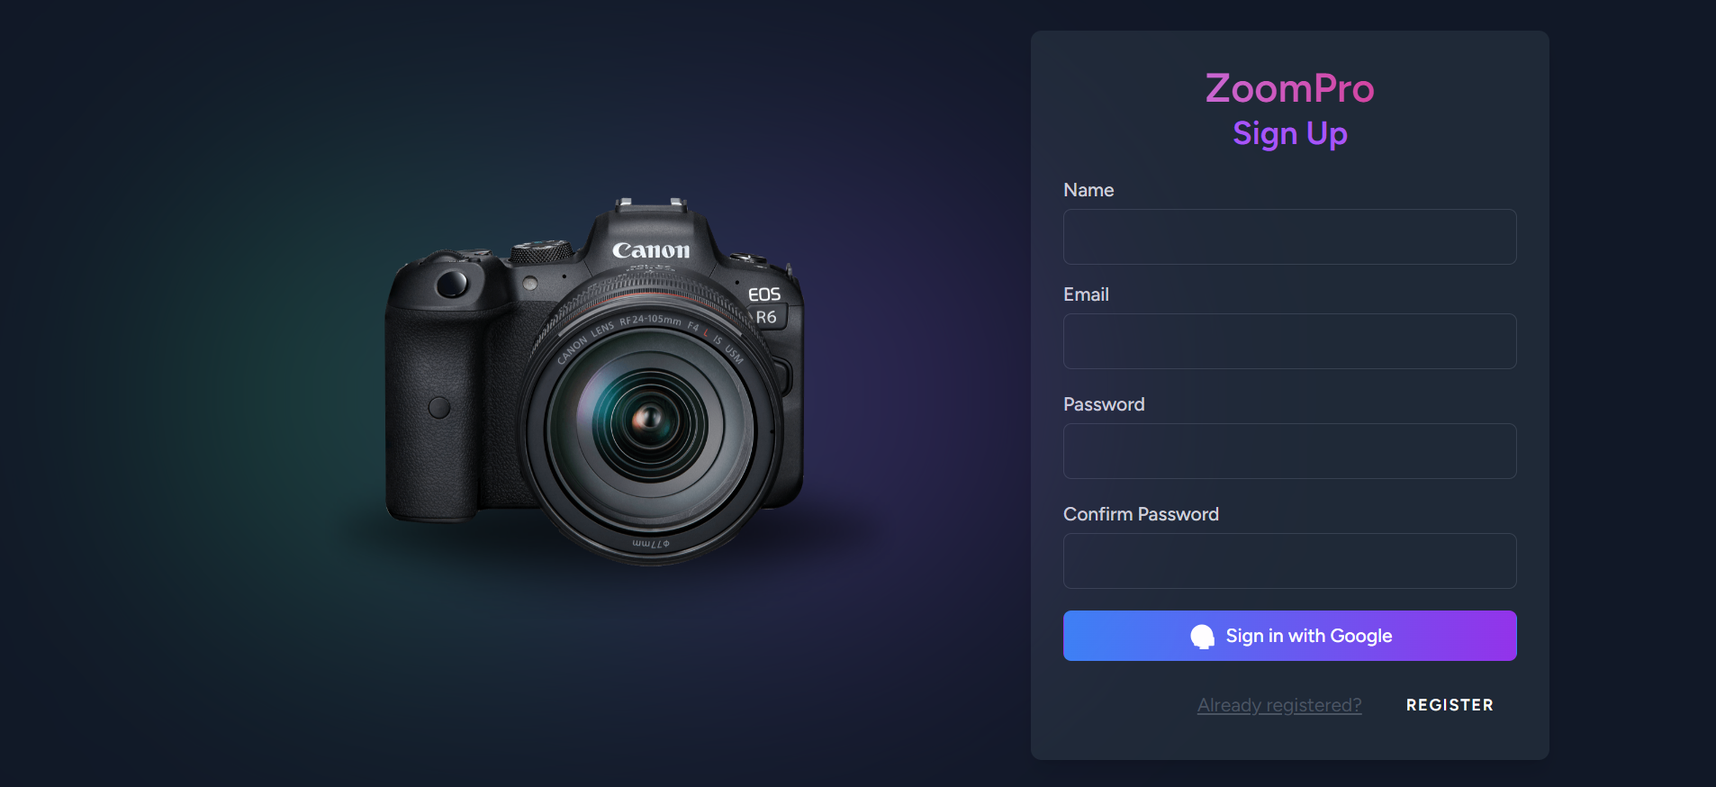 Canon
EOS
R6
CANON LENS RF24-105mm F4 L IS USM
φ77mm
ZoomPro
Sign Up
Name
Email
Password
Confirm Password
Sign in with Google
Already registered?
REGISTER